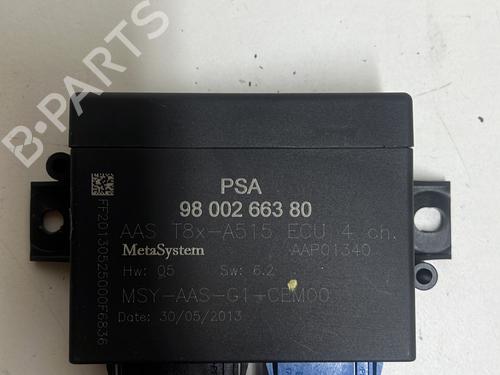 B-PARTS
PSA
98 002 663 80
AAS T8x-A515 ECU 4 ch.
MetaSystem AAP01340
Hw: 05 Sw: 6.2
MSY-AAS-G1-CEM00
Date: 30/05/2013
FF20130525000F6836